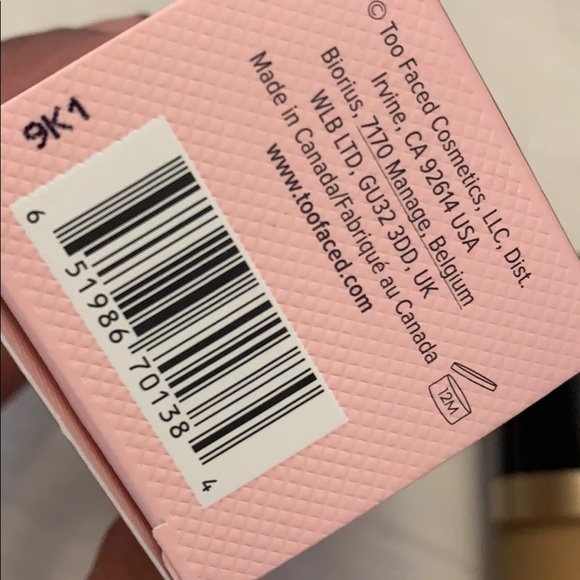 9K1
© Too Faced Cosmetics, LLC, Dist.
Irvine, CA 92614 USA
Biorius, 7170 Manage, Belgium
WLB LTD, GU32 3DD, UK
Made in Canada/Fabriqué au Canada
www.toofaced.com
12M
6 51986 70138 4